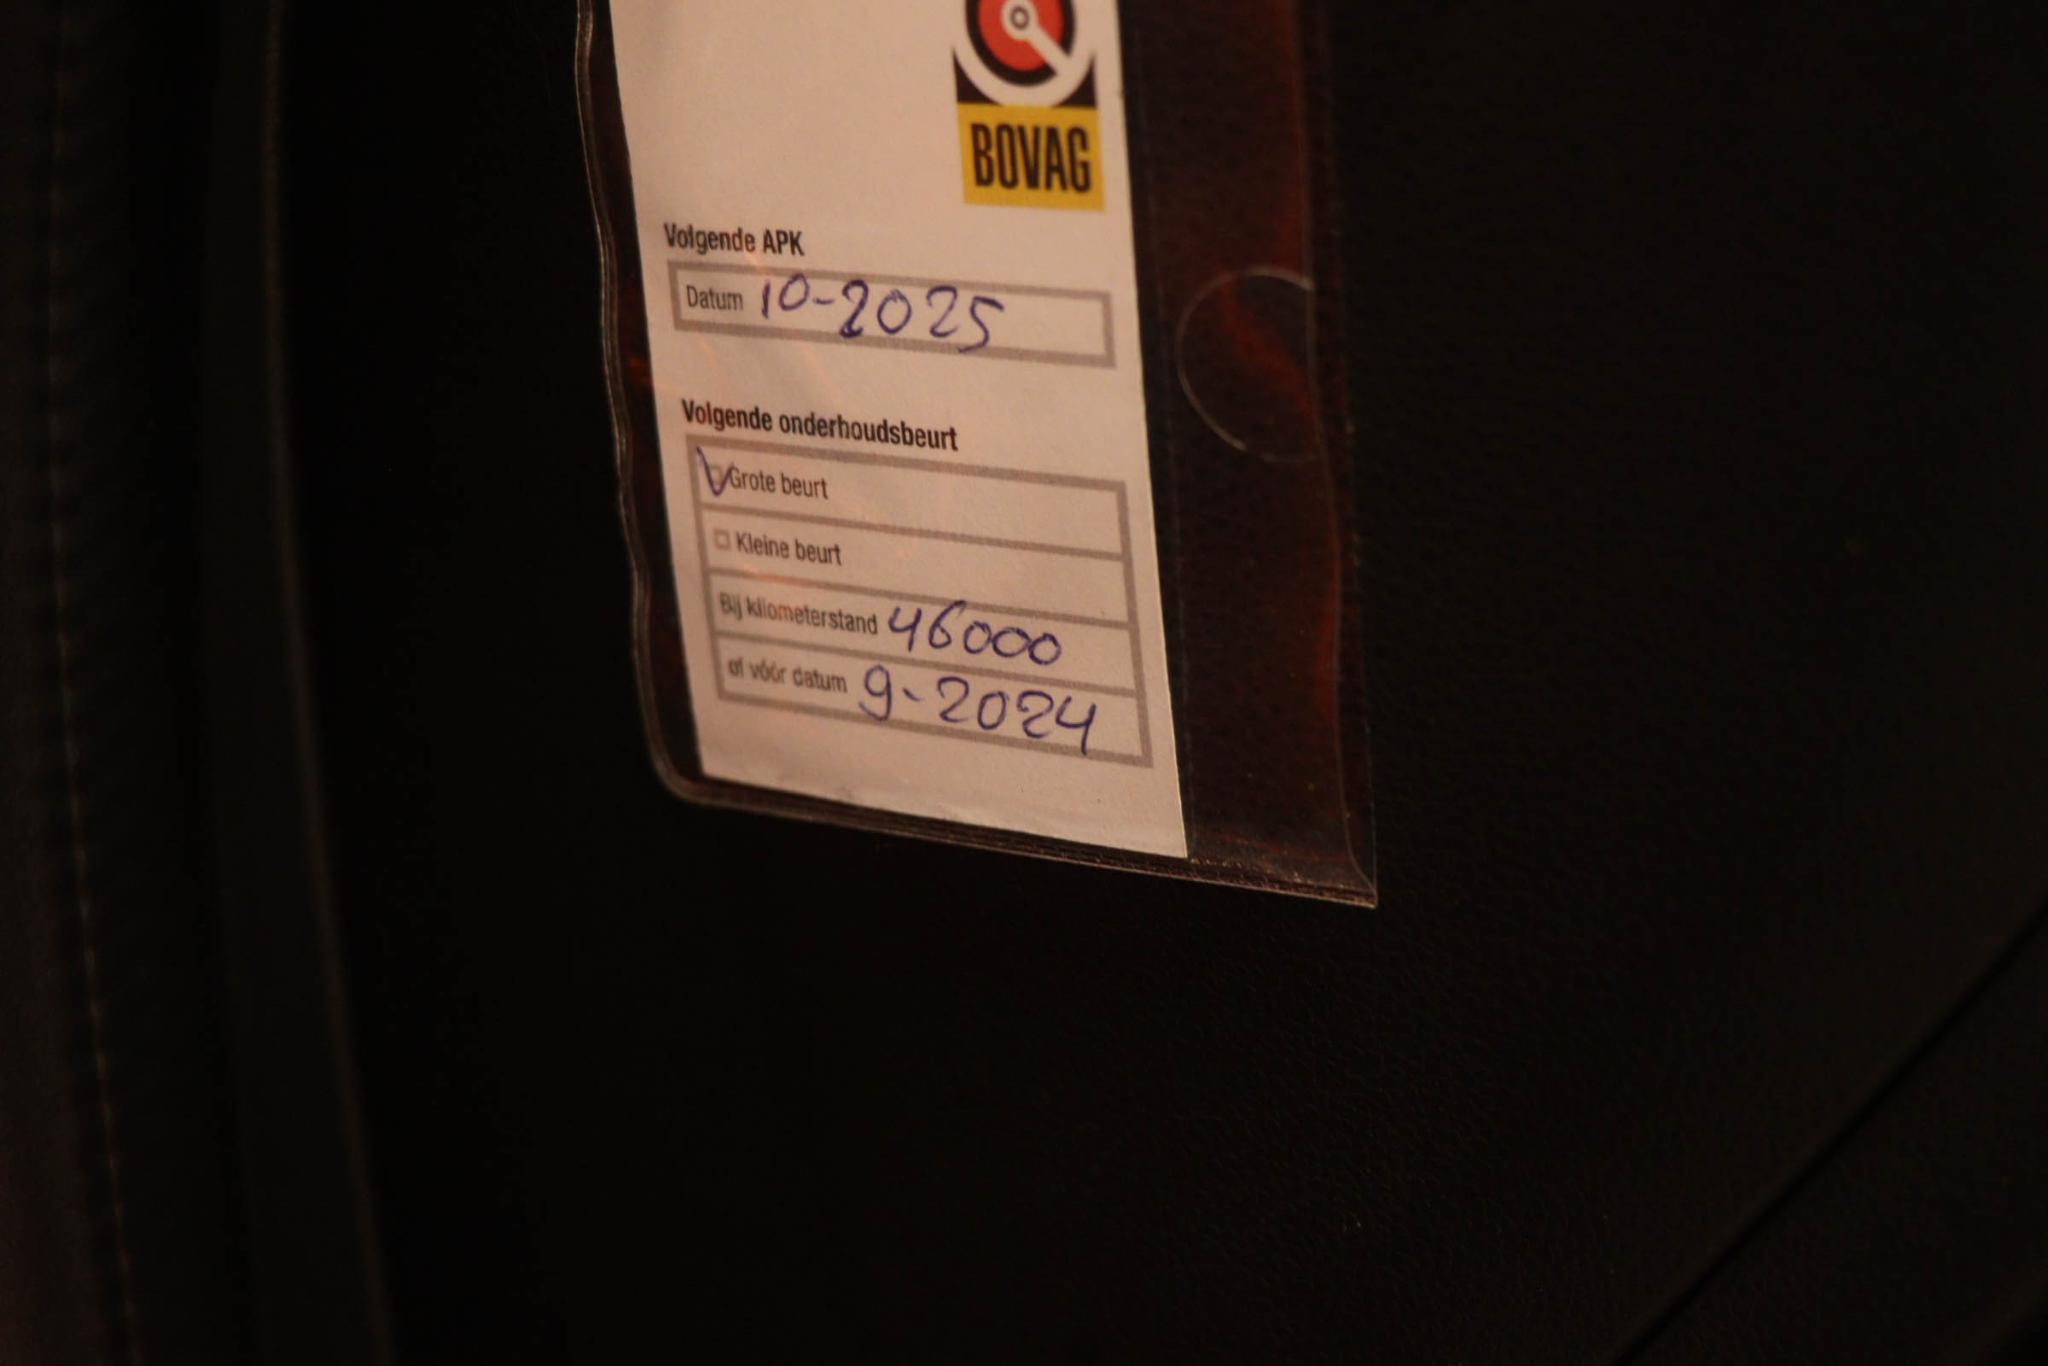 BOVAG
Volgende APK
Datum 10-2025
Volgende onderhoudsbeurt
Grote beurt
Kleine beurt
Bij kilometerstand 46000
of vóór datum 9-2024